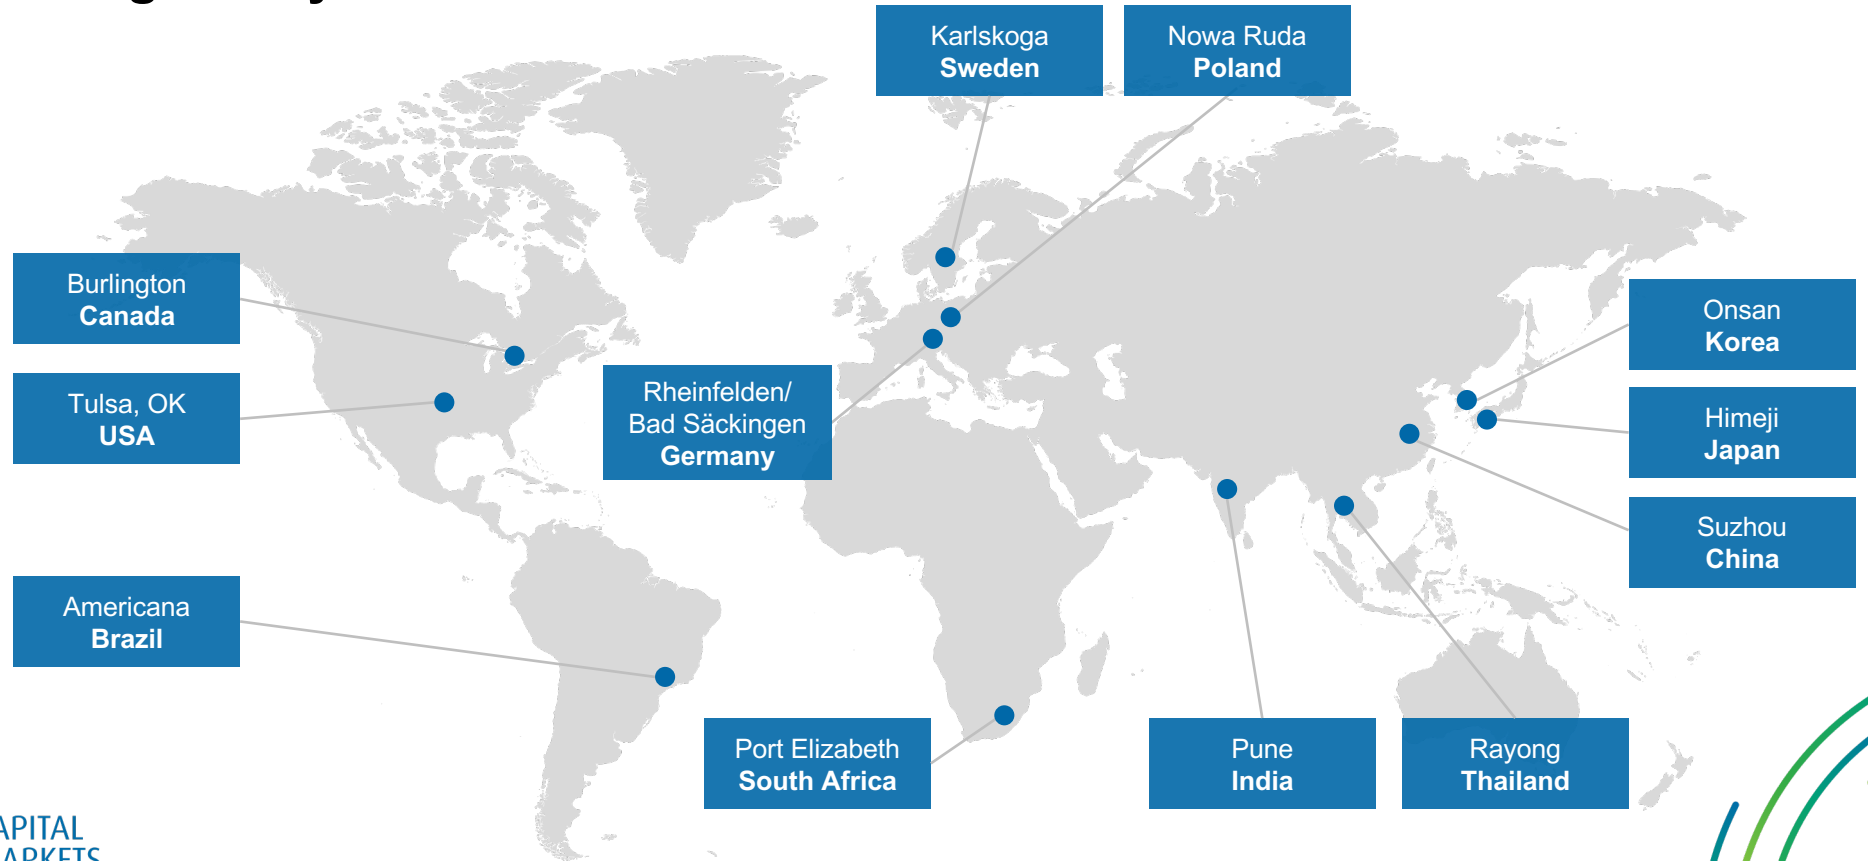 Karlskoga
Sweden
Nowa Ruda
Poland
Burlington
Canada
Tulsa, OK
USA
Rheinfelden/
Bad Säckingen
Germany
Onsan
Korea
Himeji
Japan
Suzhou
China
Americana
Brazil
Port Elizabeth
South Africa
Pune
India
Rayong
Thailand
APITAL
ARKETS